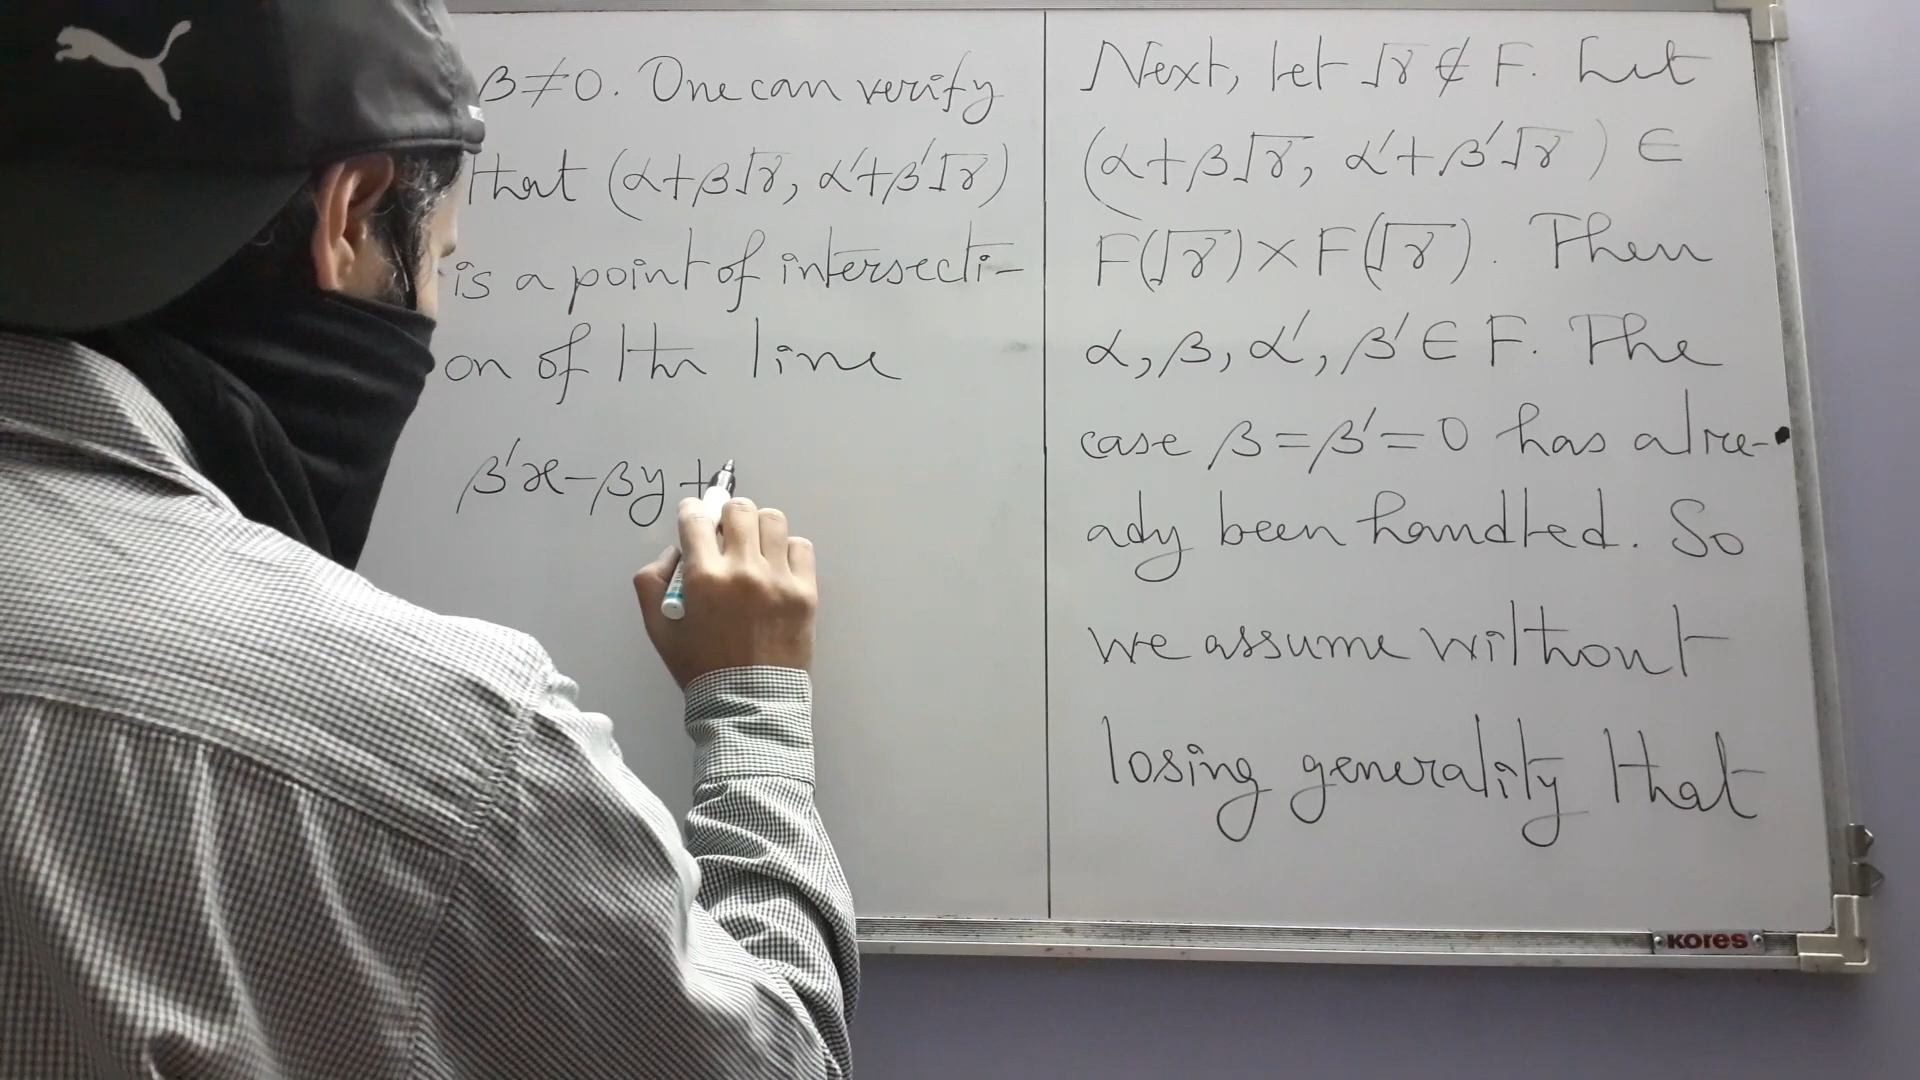 β≠0. One can verify
that (α+β√γ, α′+β′√γ)
is a point of intersecti-
on of the line
β′x-βy+
Next, let √γ ∉ F. Let
(α+β√γ, α′+β′√γ) ∈
F(√γ)×F(√γ). Then
α, β, α′, β′ ∈ F. The
case β=β′=0 has alre-
ady been handled. So
we assume without
losing generality that
KORES